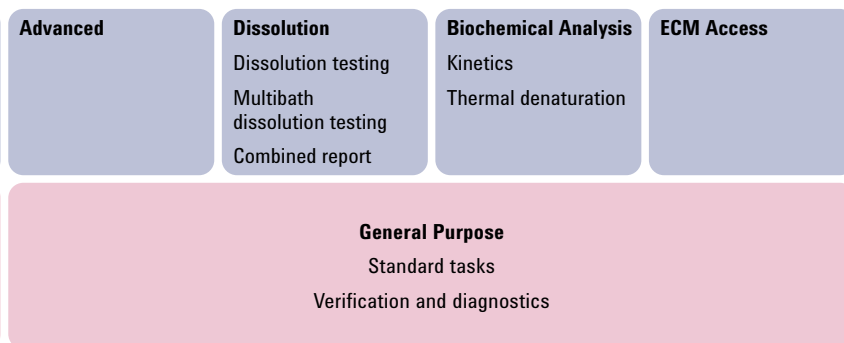 Advanced
Dissolution
Dissolution testing
Multibath
dissolution testing
Combined report
Biochemical Analysis
Kinetics
Thermal denaturation
ECM Access
General Purpose
Standard tasks
Verification and diagnostics